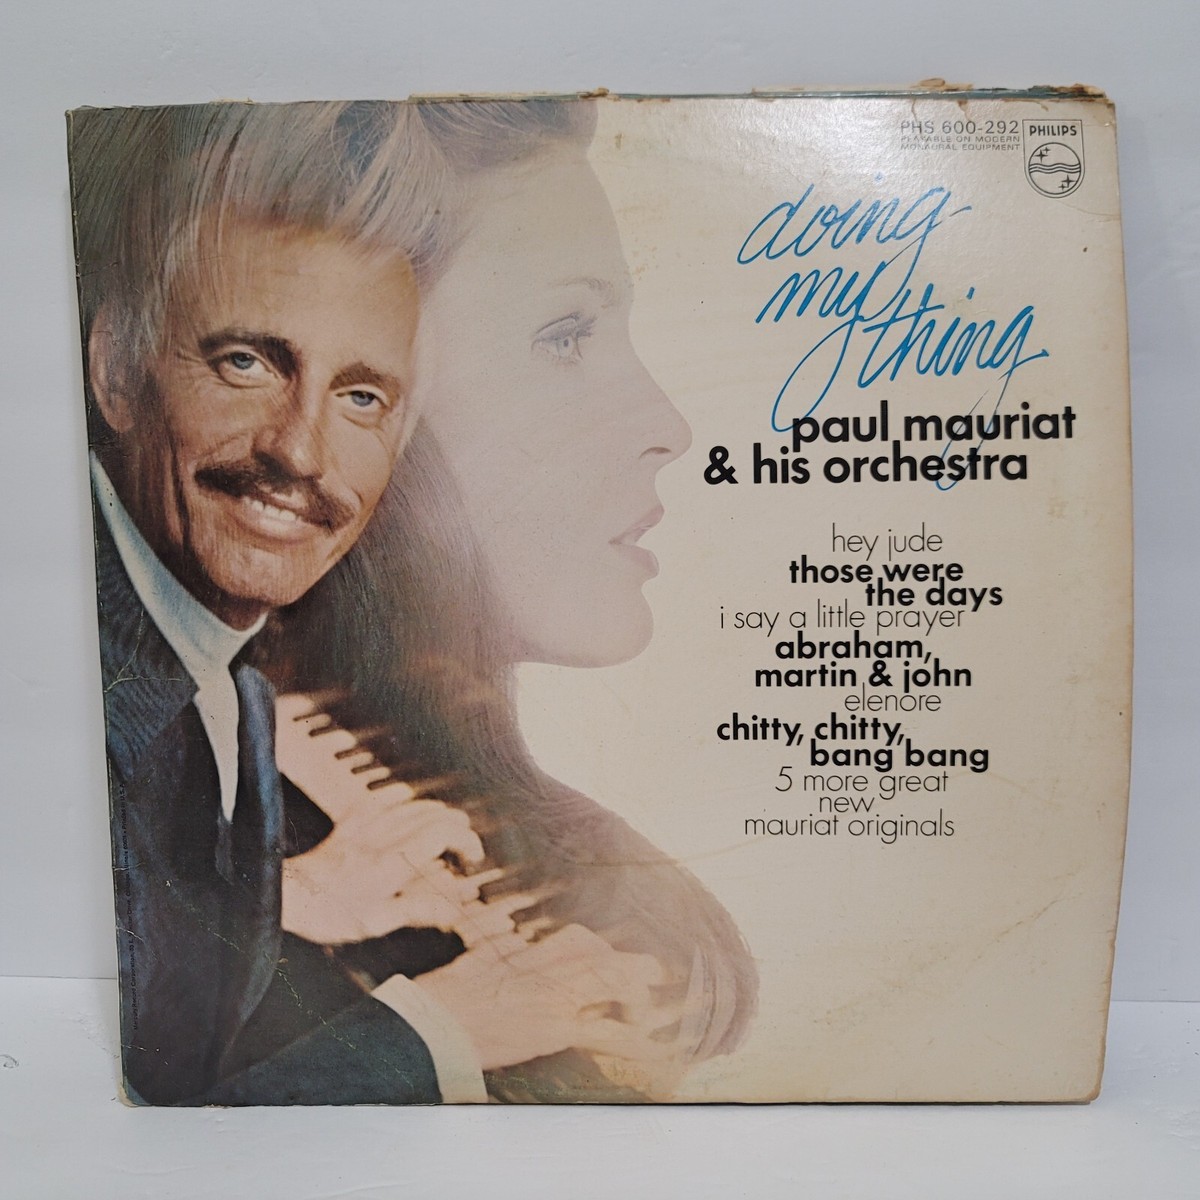 PHS 600-292
PLAYABLE ON MODERN
MONAURAL EQUIPMENT
PHILIPS
doing
my
thing
paul mauriat
& his orchestra
hey jude
those were
the days
i say a little prayer
abraham,
martin & john
elenore
chitty, chitty,
bang bang
5 more great
new
mauriat originals